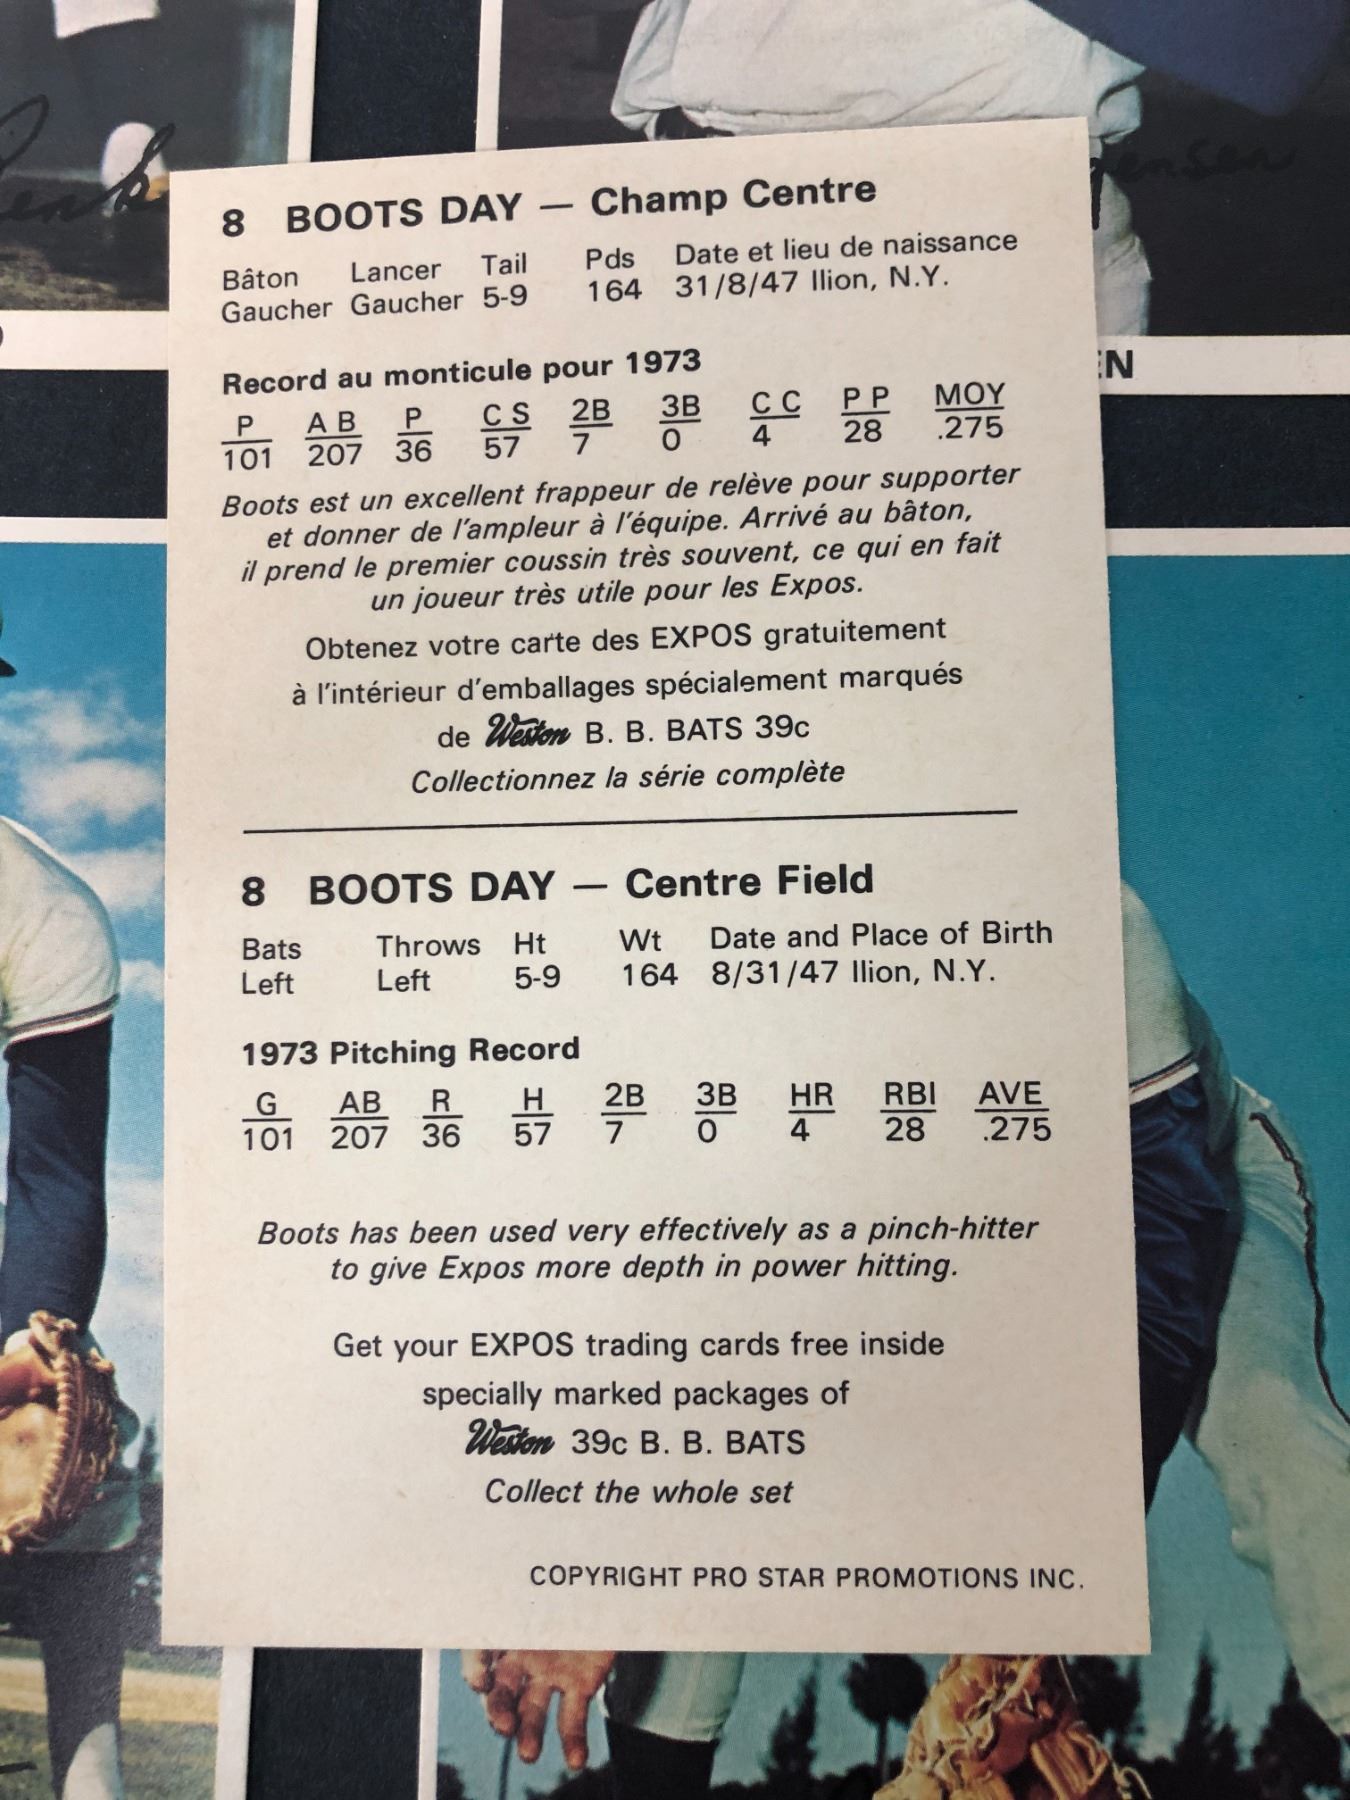 8 BOOTS DAY — Champ Centre
Bâton Lancer Tail Pds Date et lieu de naissance
Gaucher Gaucher 5-9 164 31/8/47 Ilion, N.Y.
Record au monticule pour 1973
P A B P C S 2B 3B C C P P MOY
101 207 36 57 7 0 4 28 .275
Boots est un excellent frappeur de relève pour supporter
et donner de l'ampleur à l'équipe. Arrivé au bâton,
il prend le premier coussin très souvent, ce qui en fait
un joueur très utile pour les Expos.
Obtenez votre carte des EXPOS gratuitement
à l'intérieur d'emballages spécialement marqués
de Weston B. B. BATS 39c
Collectionnez la série complète
8 BOOTS DAY — Centre Field
Bats Throws Ht Wt Date and Place of Birth
Left Left 5-9 164 8/31/47 Ilion, N.Y.
1973 Pitching Record
G AB R H 2B 3B HR RBI AVE
101 207 36 57 7 0 4 28 .275
Boots has been used very effectively as a pinch-hitter
to give Expos more depth in power hitting.
Get your EXPOS trading cards free inside
specially marked packages of
Weston 39c B. B. BATS
Collect the whole set
COPYRIGHT PRO STAR PROMOTIONS INC.
EN